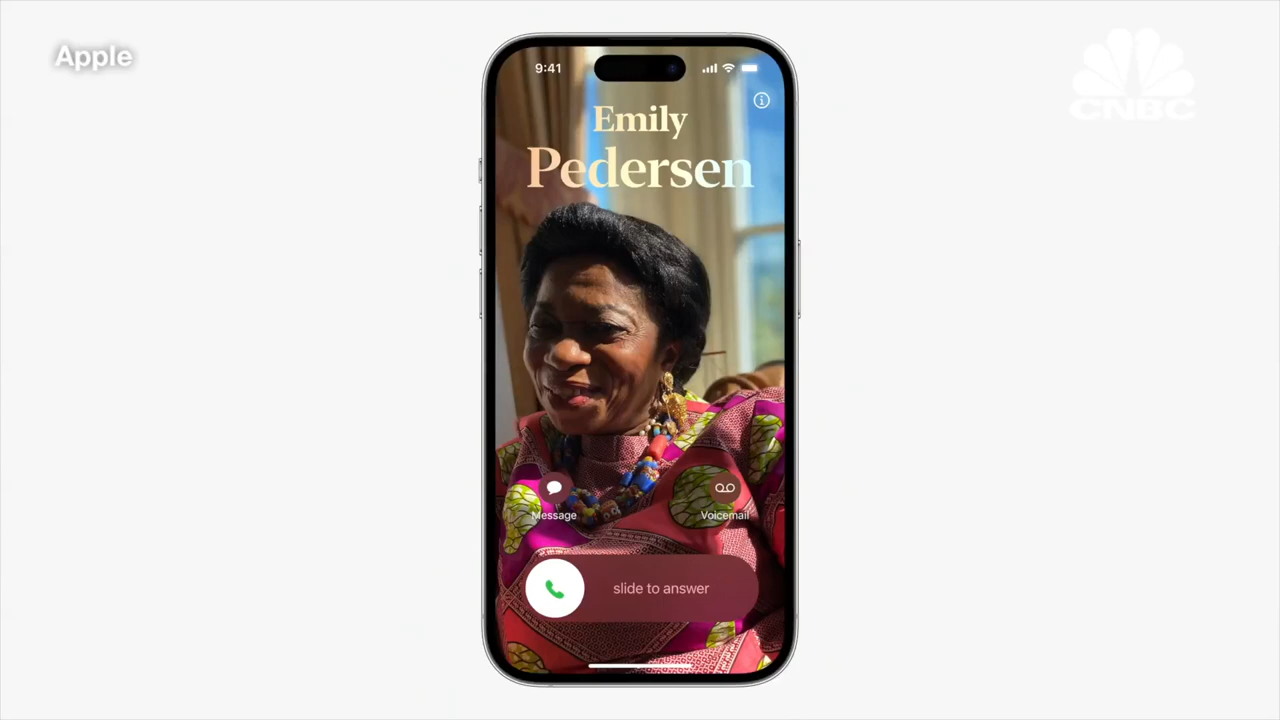 Apple
CNBC
9:41
Emily
Pedersen
Message
Voicemail
slide to answer